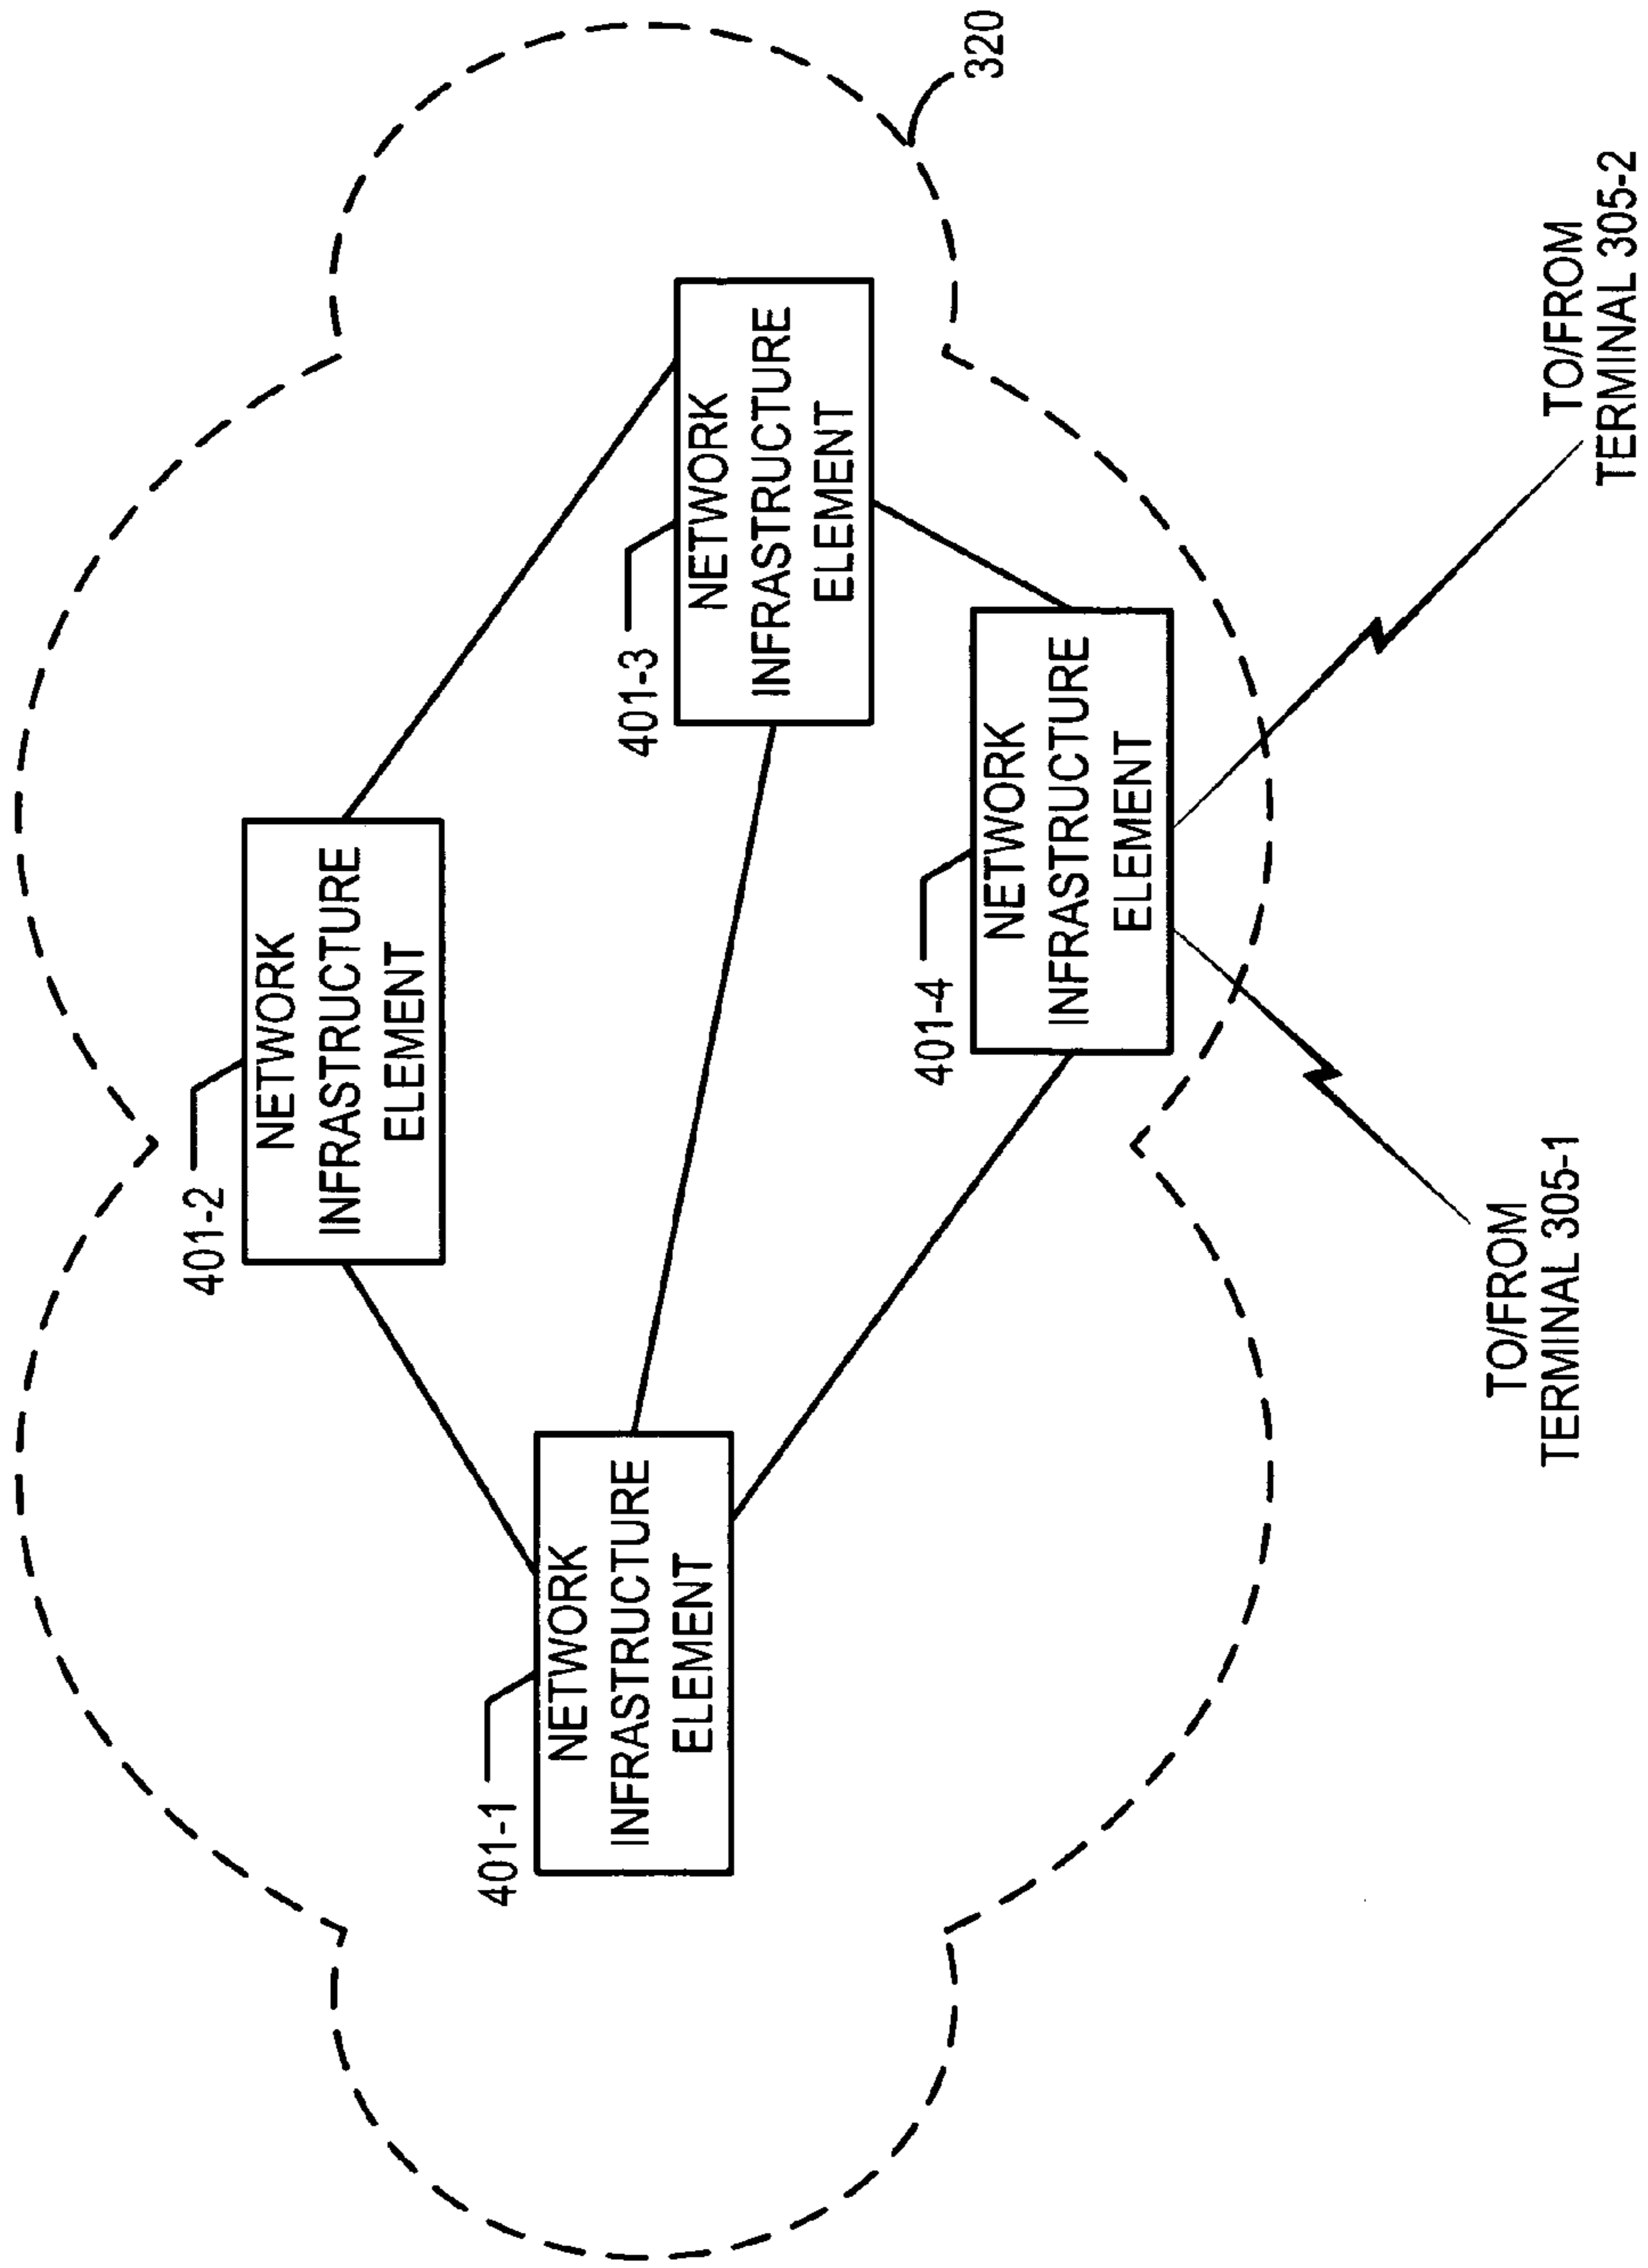 320
401-2
NETWORK
INFRASTRUCTURE
ELEMENT
401-3
NETWORK
INFRASTRUCTURE
ELEMENT
401-1
NETWORK
INFRASTRUCTURE
ELEMENT
401-4
NETWORK
INFRASTRUCTURE
ELEMENT
TO/FROM
TERMINAL 305-1
TO/FROM
TERMINAL 305-2